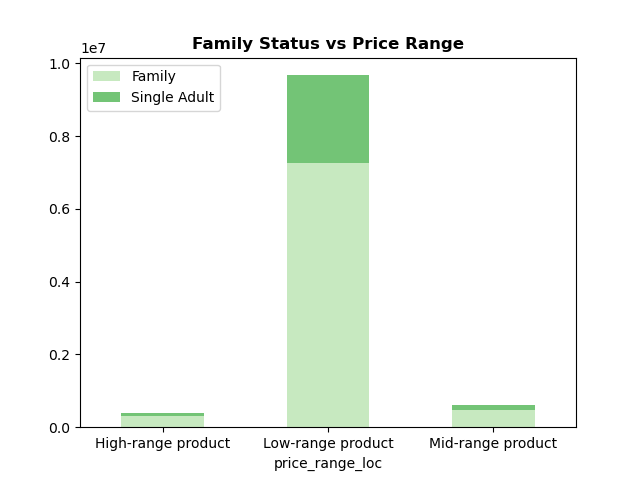 Family Status vs Price Range
1e7
Family
Single Adult
1.0
0.8
0.6
0.4
0.2
0.0
High-range product Low-range product Mid-range product
price_range_loc